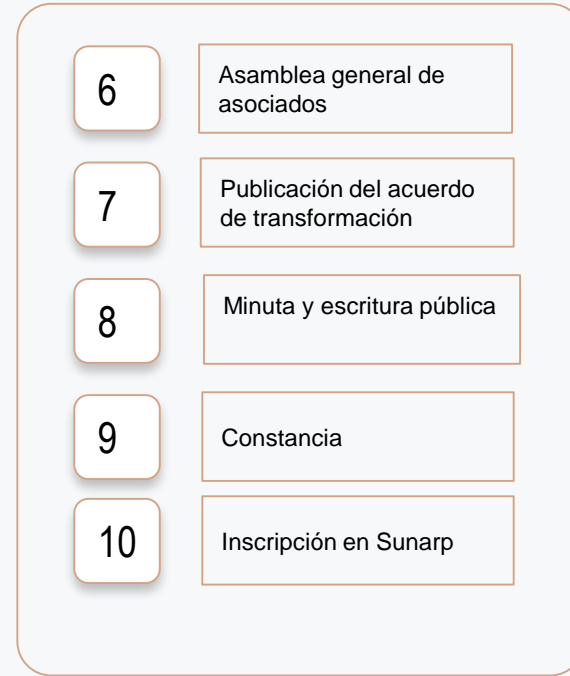 6
Asamblea general de
asociados
7
Publicación del acuerdo
de transformación
8
Minuta y escritura pública
9
Constancia
10
Inscripción en Sunarp